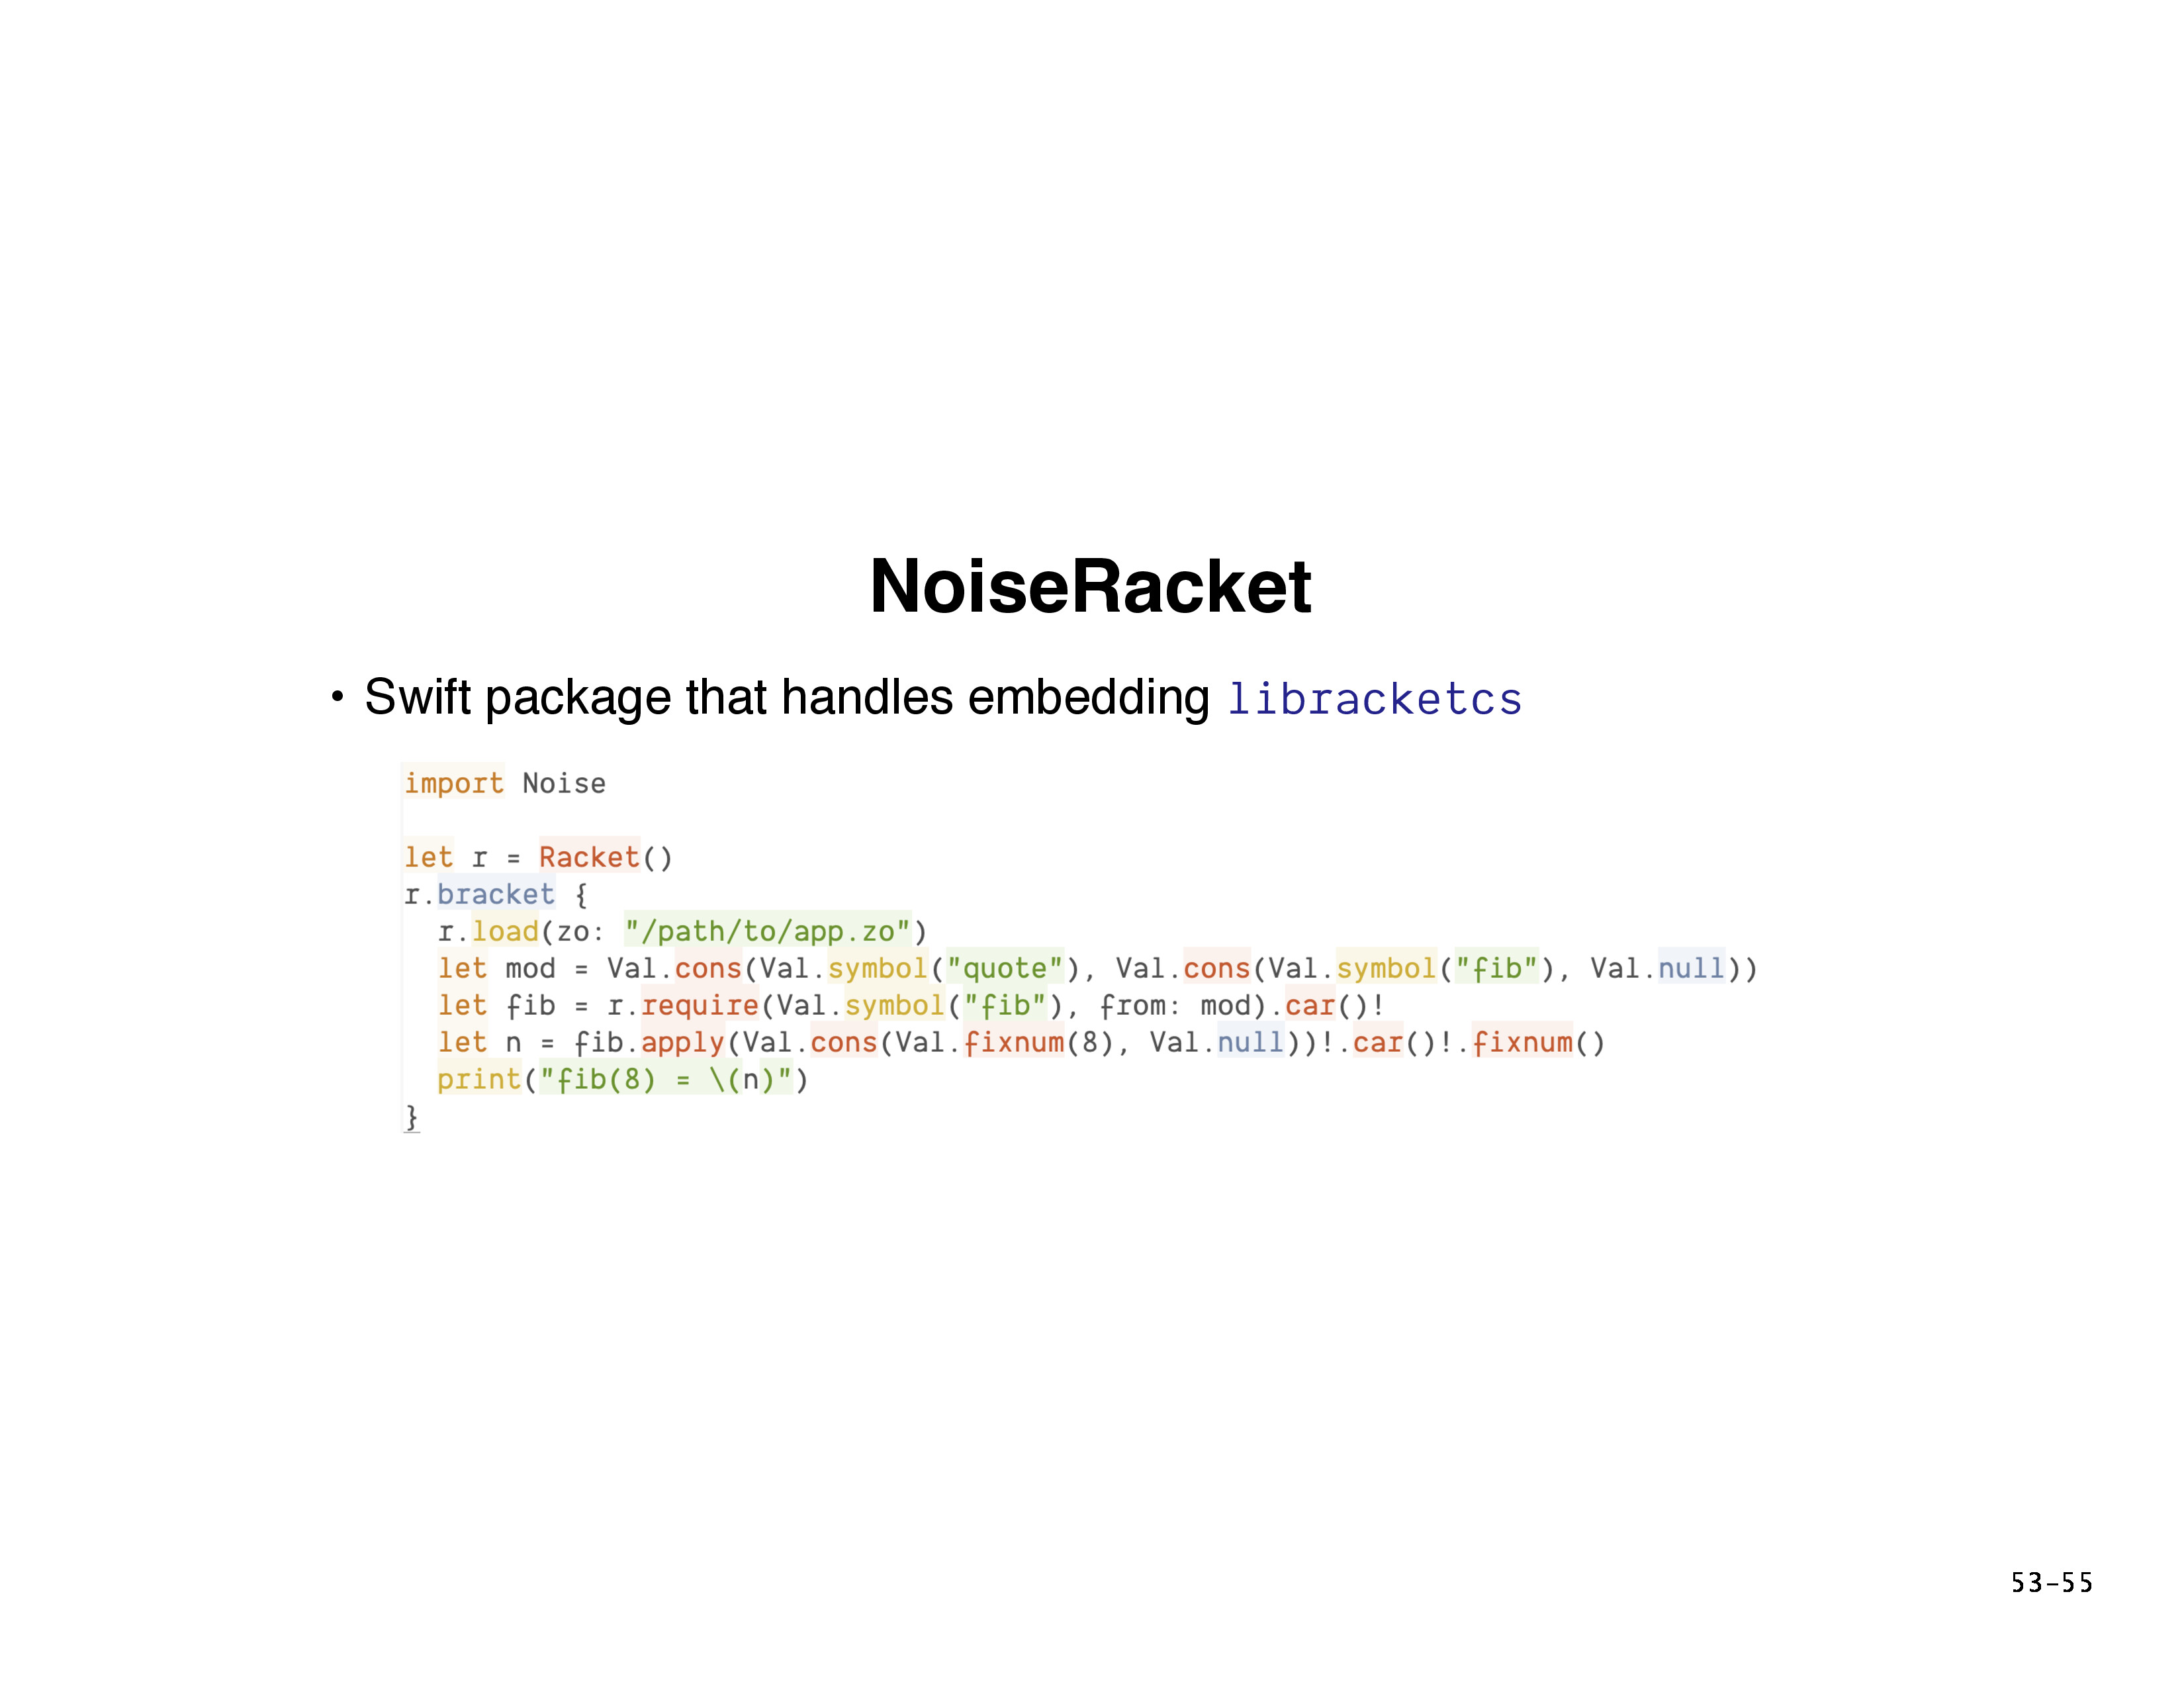 NoiseRacket
• Swift package that handles embedding libracketcs
import Noise

let r = Racket()
r.bracket {
  r.load(zo: "/path/to/app.zo")
  let mod = Val.cons(Val.symbol("quote"), Val.cons(Val.symbol("fib"), Val.null))
  let fib = r.require(Val.symbol("fib"), from: mod).car()!
  let n = fib.apply(Val.cons(Val.fixnum(8), Val.null))!.car()!.fixnum()
  print("fib(8) = \(n)")
}
53–55